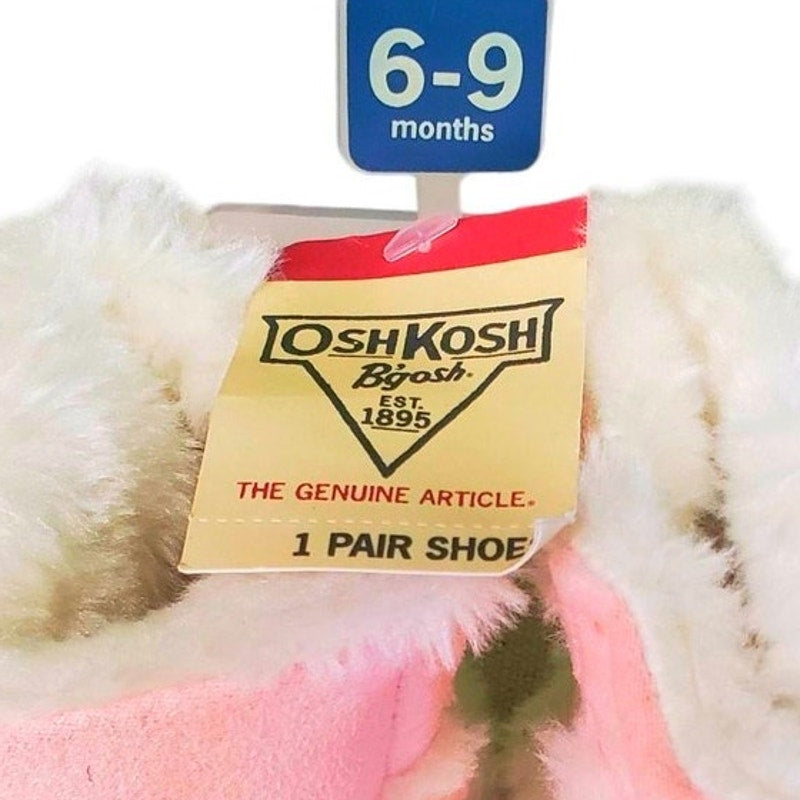 6-9
months
OSHKOSH
B'gosh®
EST.
1895
THE GENUINE ARTICLE®
1 PAIR SHOE